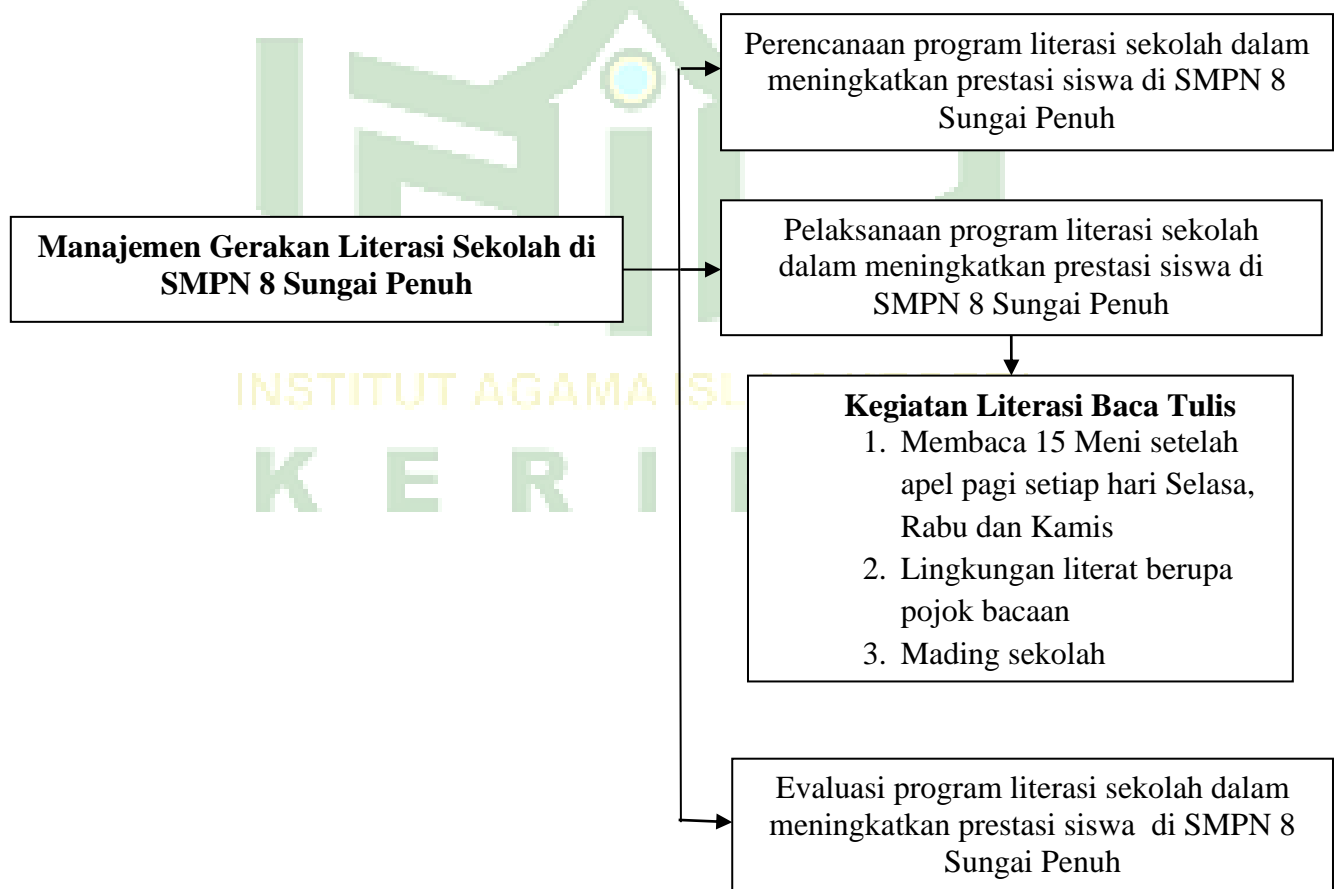 Perencanaan program literasi sekolah dalam
meningkatkan prestasi siswa di SMPN 8
Sungai Penuh
Manajemen Gerakan Literasi Sekolah di
SMPN 8 Sungai Penuh
Pelaksanaan program literasi sekolah
dalam meningkatkan prestasi siswa di
SMPN 8 Sungai Penuh
INSTITUT AGAMA
K E R I
Kegiatan Literasi Baca Tulis
1. Membaca 15 Meni setelah
apel pagi setiap hari Selasa,
Rabu dan Kamis
2. Lingkungan literat berupa
pojok bacaan
3. Mading sekolah
Evaluasi program literasi sekolah dalam
meningkatkan prestasi siswa di SMPN 8
Sungai Penuh